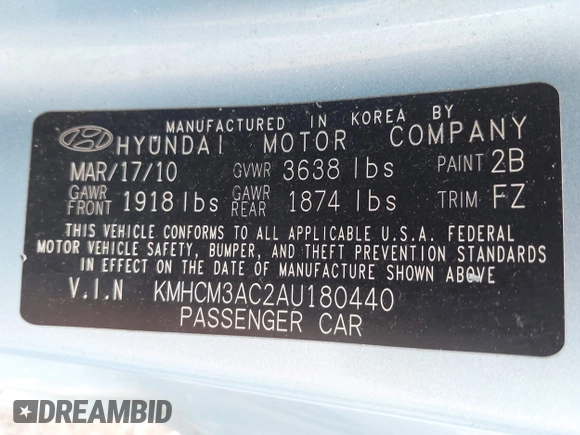 MANUFACTURED IN KOREA BY
HYUNDAI MOTOR COMPANY
MAR/17/10 GVWR 3638 lbs PAINT 2B
GAWR FRONT 1918 lbs GAWR REAR 1874 lbs TRIM FZ
THIS VEHICLE CONFORMS TO ALL APPLICABLE U.S.A. FEDERAL
MOTOR VEHICLE SAFETY, BUMPER, AND THEFT PREVENTION STANDARDS
IN EFFECT ON THE DATE OF MANUFACTURE SHOWN ABOVE
V.I.N KMHCM3AC2AU180440
PASSENGER CAR
DREAMBID